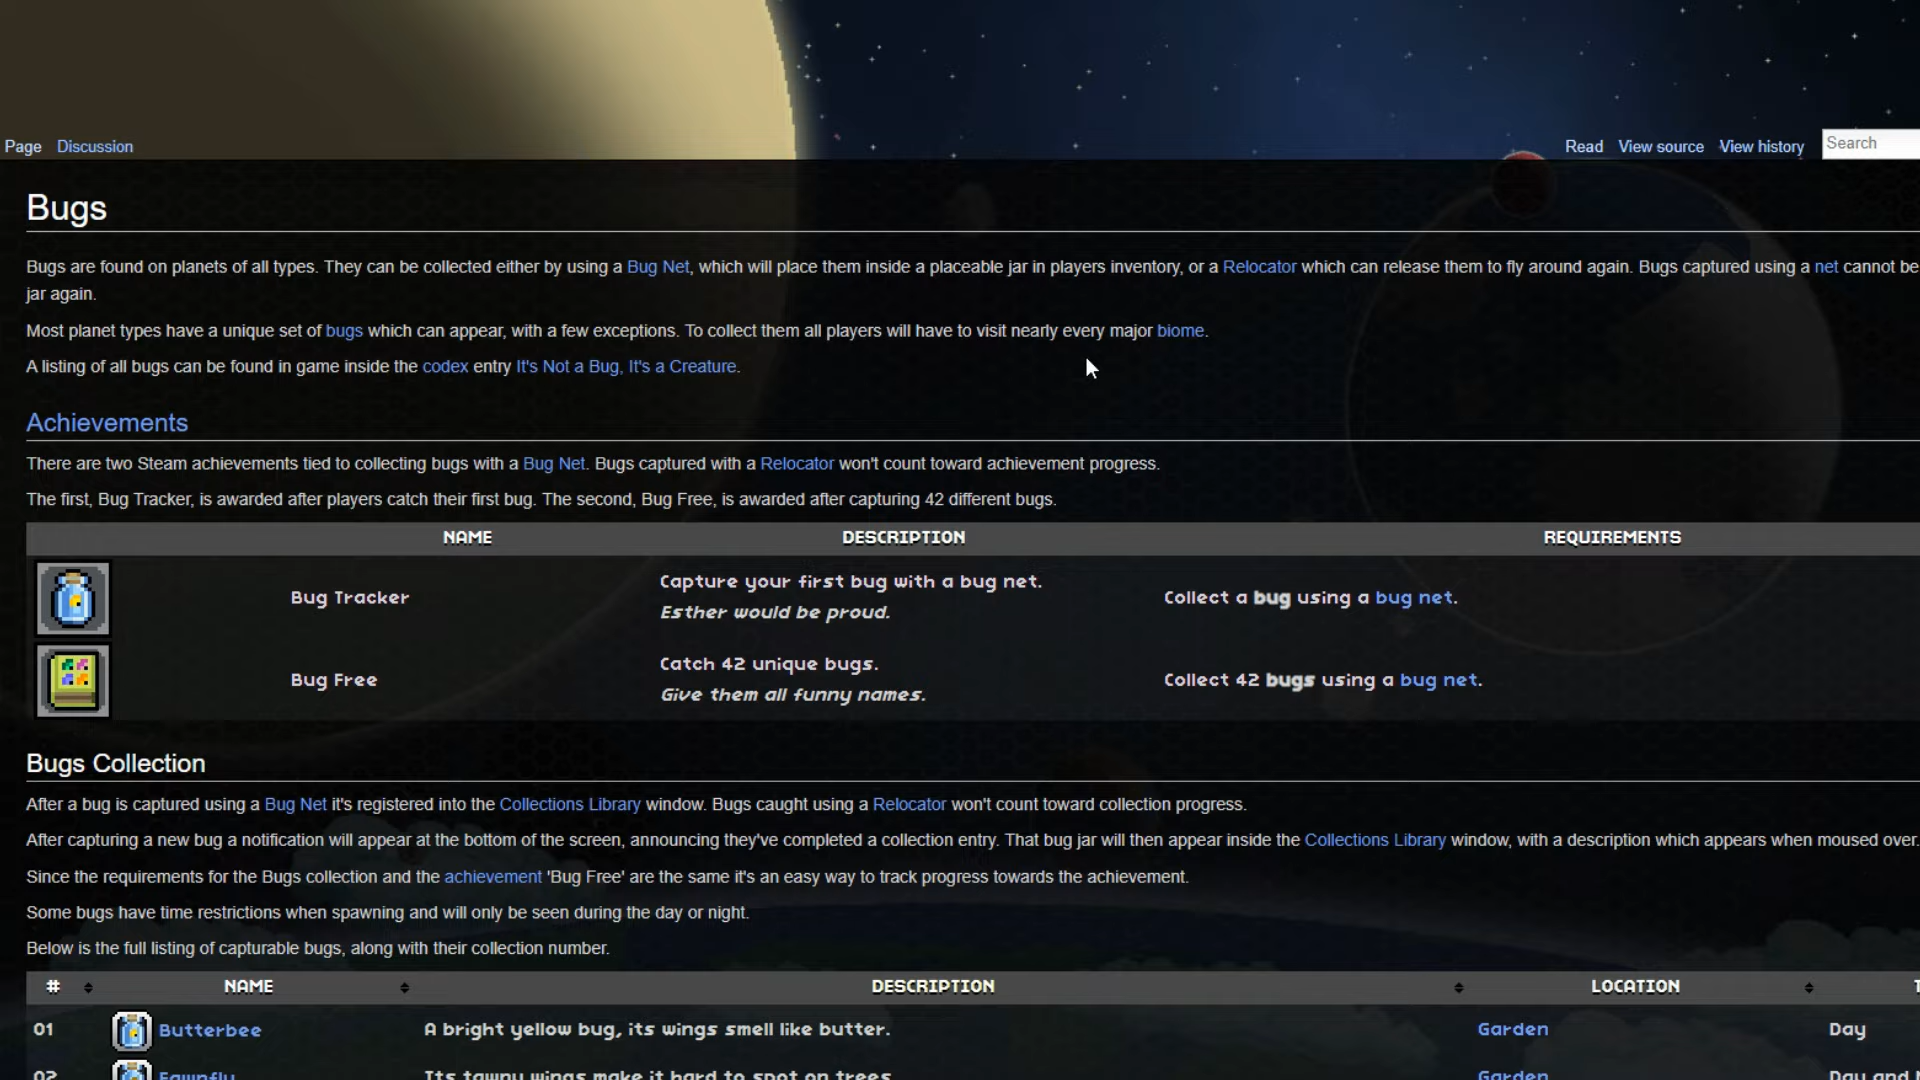 Page Discussion Read View source View history Search
Bugs
Bugs are found on planets of all types. They can be collected either by using a Bug Net, which will place them inside a placeable jar in players inventory, or a Relocator which can release them to fly around again. Bugs captured using a net cannot be
jar again.
Most planet types have a unique set of bugs which can appear, with a few exceptions. To collect them all players will have to visit nearly every major biome.
A listing of all bugs can be found in game inside the codex entry It's Not a Bug, It's a Creature.
Achievements
There are two Steam achievements tied to collecting bugs with a Bug Net. Bugs captured with a Relocator won't count toward achievement progress.
The first, Bug Tracker, is awarded after players catch their first bug. The second, Bug Free, is awarded after capturing 42 different bugs.
NAME DESCRIPTION REQUIREMENTS
Bug Tracker Capture your first bug with a bug net. Collect a bug using a bug net.
Esther would be proud.
Bug Free Catch 42 unique bugs. Collect 42 bugs using a bug net.
Give them all funny names.
Bugs Collection
After a bug is captured using a Bug Net it's registered into the Collections Library window. Bugs caught using a Relocator won't count toward collection progress.
After capturing a new bug a notification will appear at the bottom of the screen, announcing they've completed a collection entry. That bug jar will then appear inside the Collections Library window, with a description which appears when moused over.
Since the requirements for the Bugs collection and the achievement 'Bug Free' are the same it's an easy way to track progress towards the achievement.
Some bugs have time restrictions when spawning and will only be seen during the day or night.
Below is the full listing of capturable bugs, along with their collection number.
# NAME DESCRIPTION LOCATION
01 Butterbee A bright yellow bug, its wings smell like butter. Garden Day
02 Fawnfly Its tawny wings make it hard to spot on trees Garden Day and